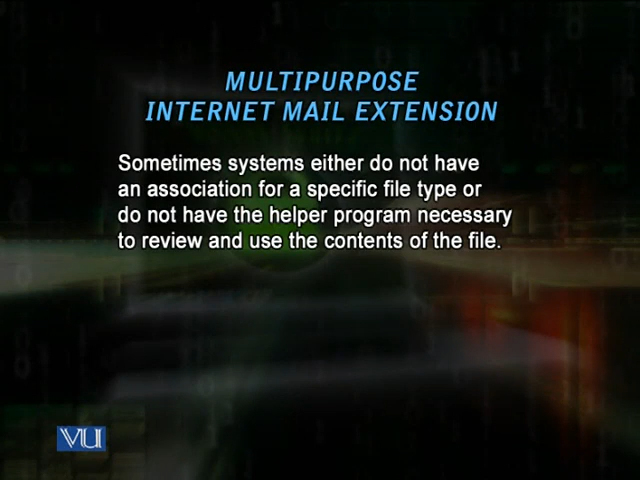 MULTIPURPOSE
INTERNET MAIL EXTENSION
Sometimes systems either do not have
an association for a specific file type or
do not have the helper program necessary
to review and use the contents of the file.
VU